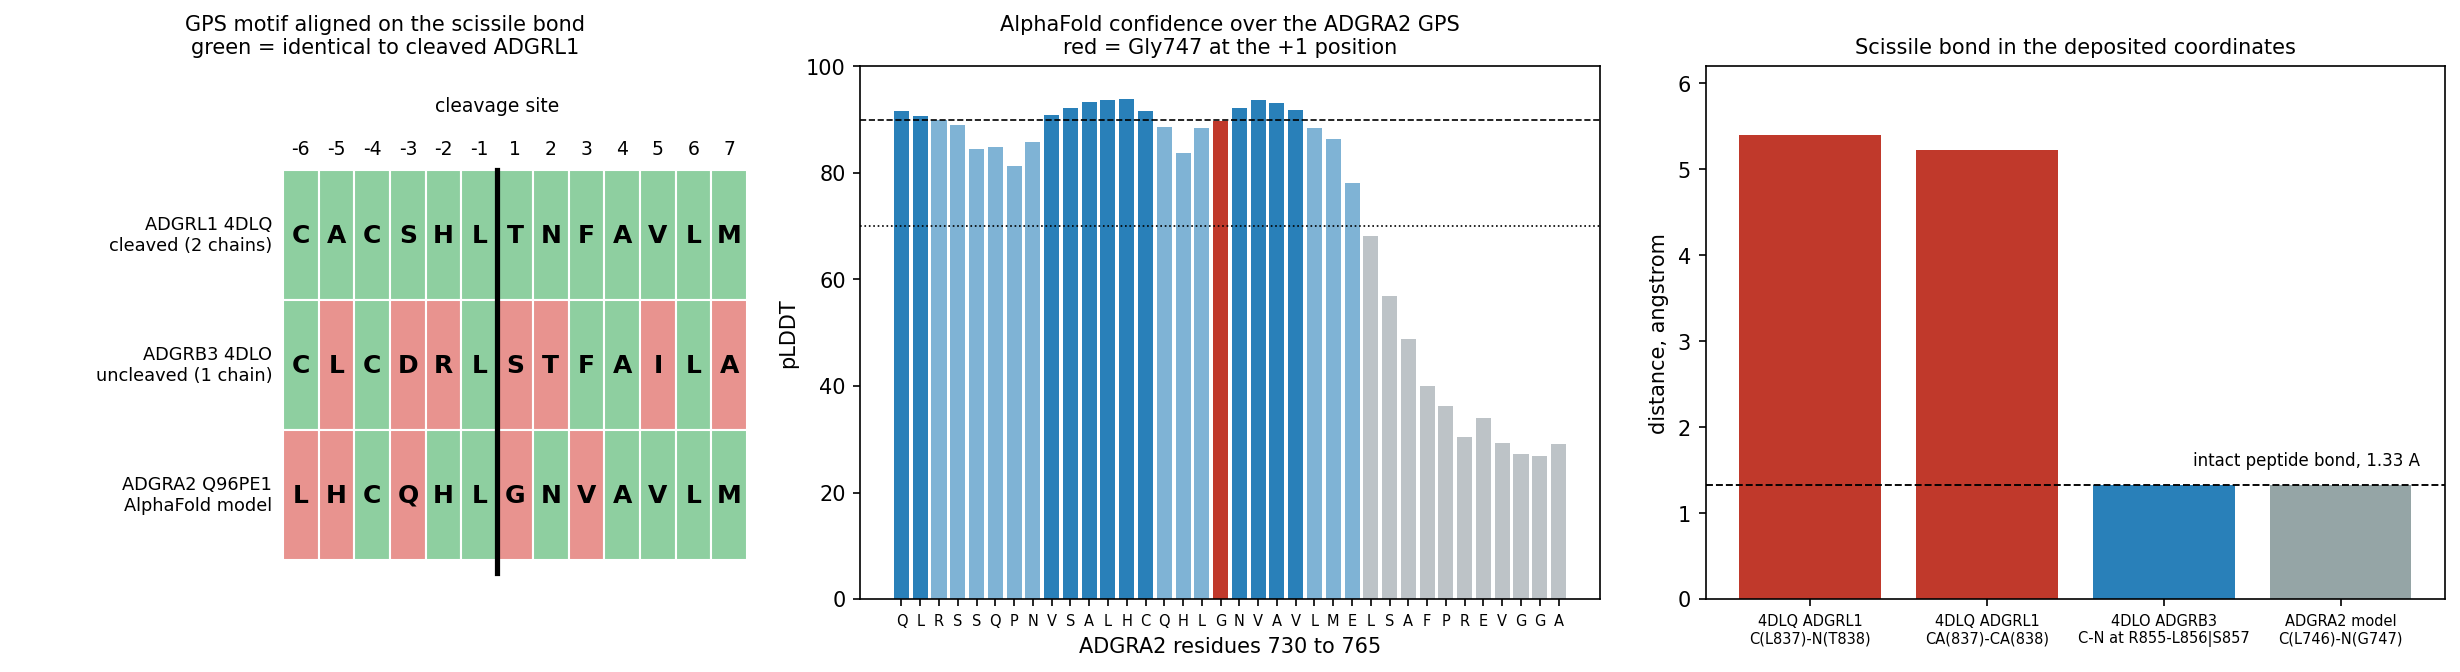 GPS motif aligned on the scissile bond
green = identical to cleaved ADGRL1
cleavage site
-6 -5 -4 -3 -2 -1 1 2 3 4 5 6 7
ADGRL1 4DLQ
cleaved (2 chains)
C A C S H L T N F A V L M
ADGRB3 4DLO
uncleaved (1 chain)
C L C D R L S T F A I L A
ADGRA2 Q96PE1
AlphaFold model
L H C Q H L G N V A V L M
AlphaFold confidence over the ADGRA2 GPS
red = Gly747 at the +1 position
pLDDT
100
80
60
40
20
0
Q L R S S Q P N V S A L H C Q H L G N V A V L M E L S A F P R E V G G A
ADGRA2 residues 730 to 765
Scissile bond in the deposited coordinates
distance, angstrom
6
5
4
3
2
1
0
intact peptide bond, 1.33 A
4DLQ ADGRL1
C(L837)-N(T838)
4DLQ ADGRL1
CA(837)-CA(838)
4DLO ADGRB3
C-N at R855-L856|S857
ADGRA2 model
C(L746)-N(G747)